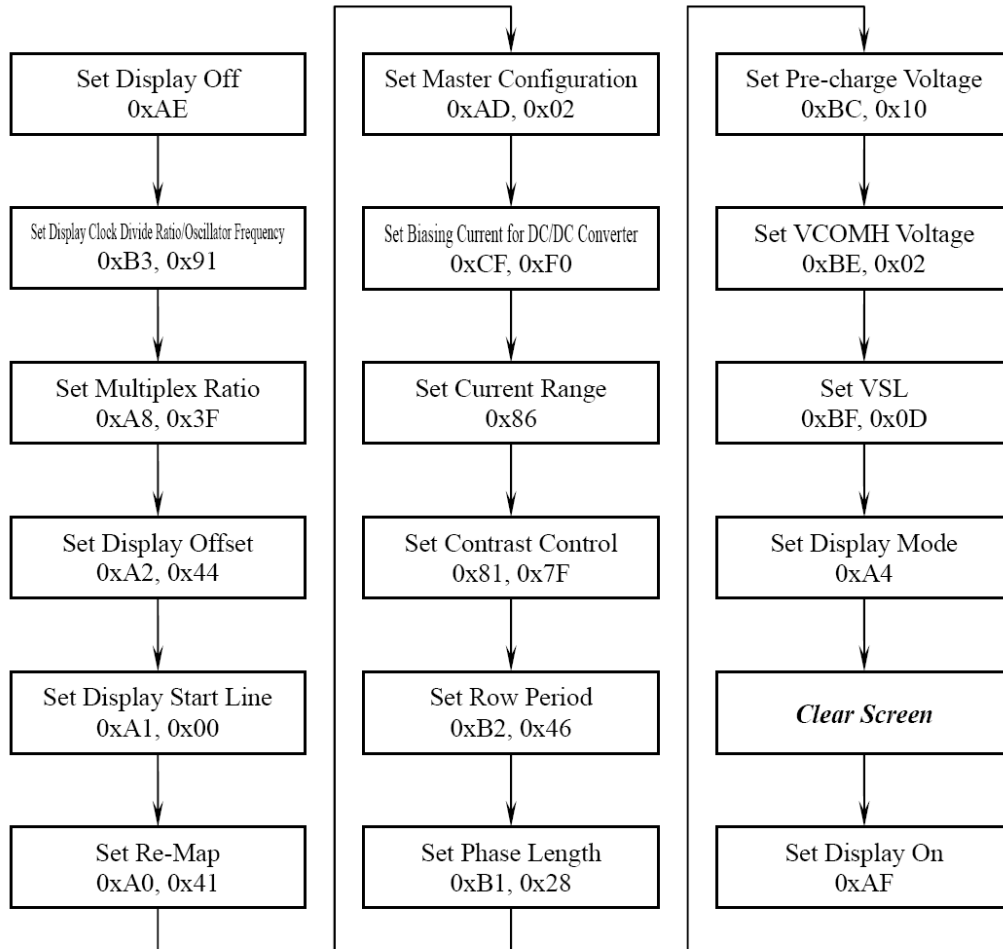 Set Display Off
0xAE
Set Display Clock Divide Ratio/Oscillator Frequency
0xB3, 0x91
Set Multiplex Ratio
0xA8, 0x3F
Set Display Offset
0xA2, 0x44
Set Display Start Line
0xA1, 0x00
Set Re-Map
0xA0, 0x41
Set Master Configuration
0xAD, 0x02
Set Biasing Current for DC/DC Converter
0xCF, 0xF0
Set Current Range
0x86
Set Contrast Control
0x81, 0x7F
Set Row Period
0xB2, 0x46
Set Phase Length
0xB1, 0x28
Set Pre-charge Voltage
0xBC, 0x10
Set VCOMH Voltage
0xBE, 0x02
Set VSL
0xBF, 0x0D
Set Display Mode
0xA4
Clear Screen
Set Display On
0xAF